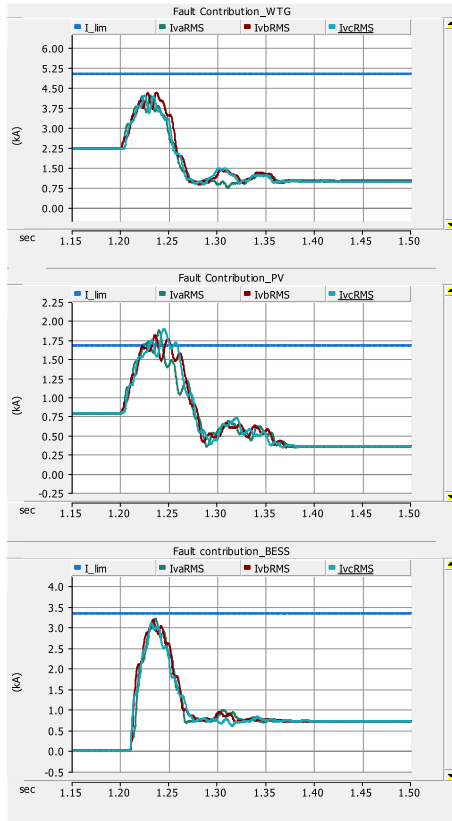 Fault Contribution_WTG
I_lim IvaRMS IvbRMS IvcRMS
6.00
5.25
4.50
3.75
3.00
2.25
1.50
0.75
0.00
(kA)
sec 1.15 1.20 1.25 1.30 1.35 1.40 1.45 1.50
Fault Contribution_PV
I_lim IvaRMS IvbRMS IvcRMS
2.25
2.00
1.75
1.50
1.25
1.00
0.75
0.50
0.25
0.00
-0.25
(kA)
sec 1.15 1.20 1.25 1.30 1.35 1.40 1.45 1.50
Fault contribution_BESS
I_lim IvaRMS IvbRMS IvcRMS
4.0
3.5
3.0
2.5
2.0
1.5
1.0
0.5
0.0
-0.5
(kA)
sec 1.15 1.20 1.25 1.30 1.35 1.40 1.45 1.50